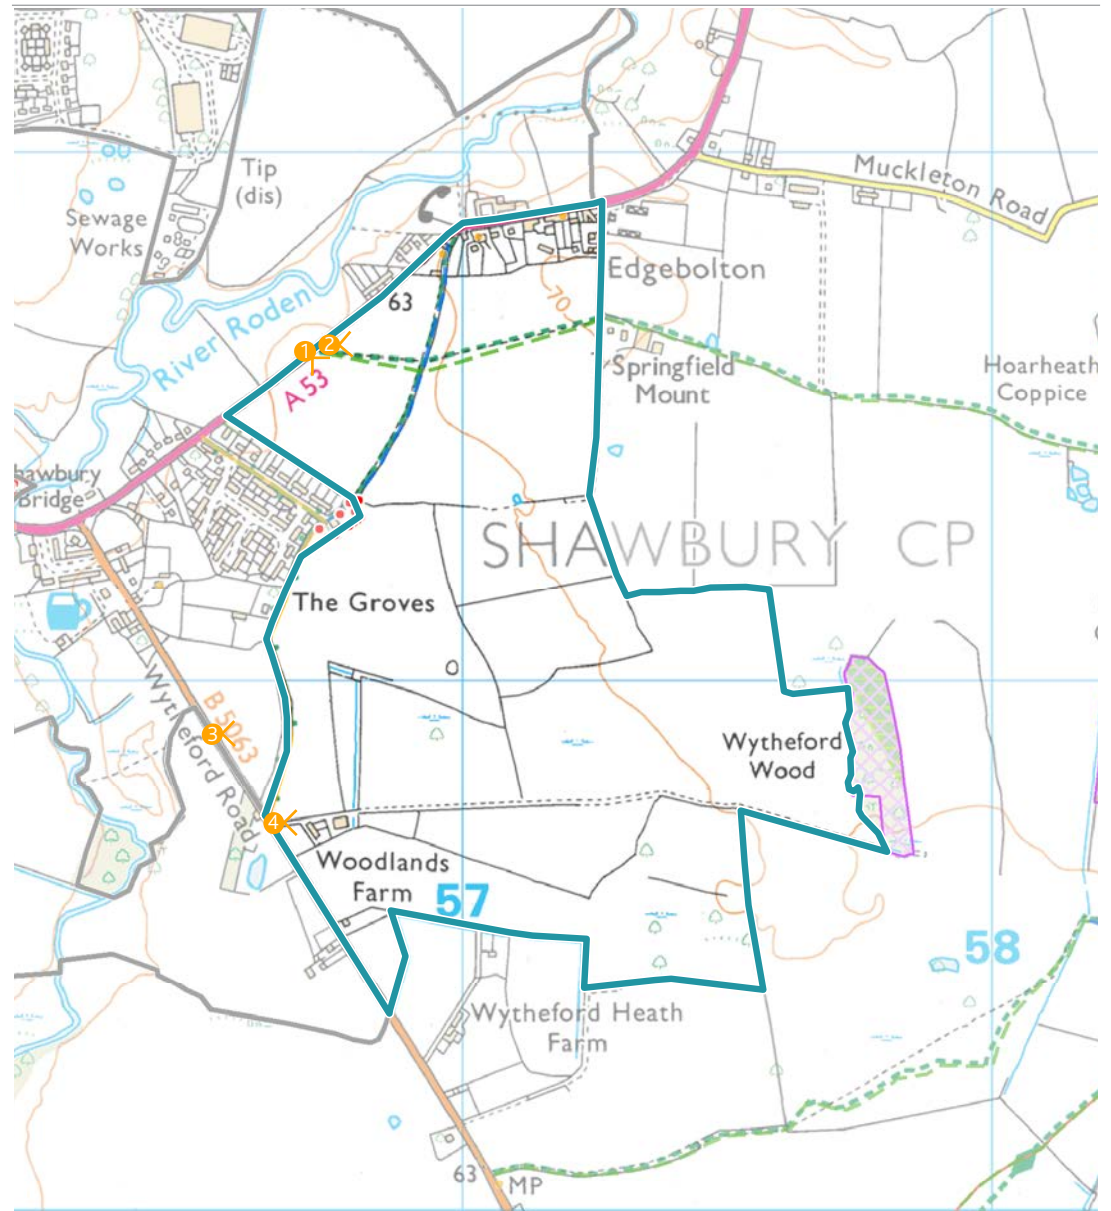 Tip
(dis)
Sewage
Works
Muckleton Road
Edgebolton
River Roden
63
70
1
2
A 53
Springfield
Mount
Hoarheath
Coppice
hawbury
Bridge
SHAWBURY CP
The Groves
Wytheford Road
B 5063
3
4
Wytheford
Wood
Woodlands
Farm
57
58
Wytheford Heath
Farm
63
MP